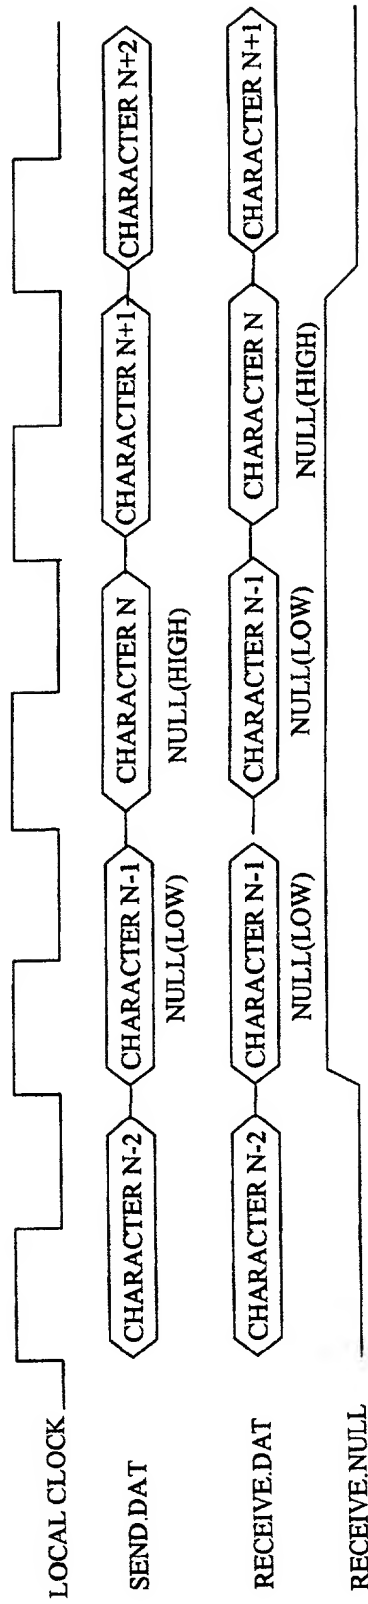 LOCAL CLOCK
SEND.DAT
CHARACTER N-2
CHARACTER N-1
CHARACTER N
CHARACTER N+1
CHARACTER N+2
NULL(LOW)
NULL(HIGH)
RECEIVE.DAT
CHARACTER N-2
CHARACTER N-1
CHARACTER N-1
CHARACTER N
CHARACTER N+1
NULL(LOW)
NULL(LOW)
NULL(HIGH)
RECEIVE.NULL